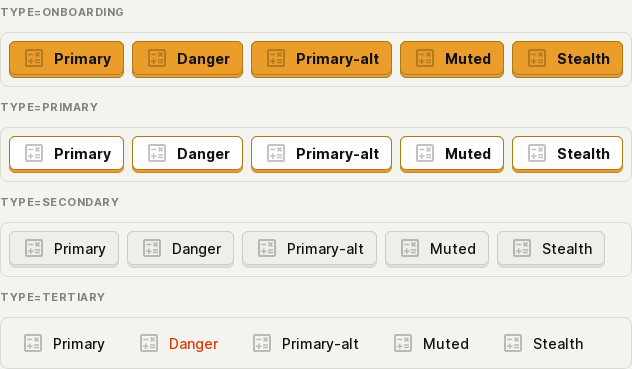 TYPE=ONBOARDING
Primary Danger Primary-alt Muted Stealth
TYPE=PRIMARY
Primary Danger Primary-alt Muted Stealth
TYPE=SECONDARY
Primary Danger Primary-alt Muted Stealth
TYPE=TERTIARY
Primary Danger Primary-alt Muted Stealth